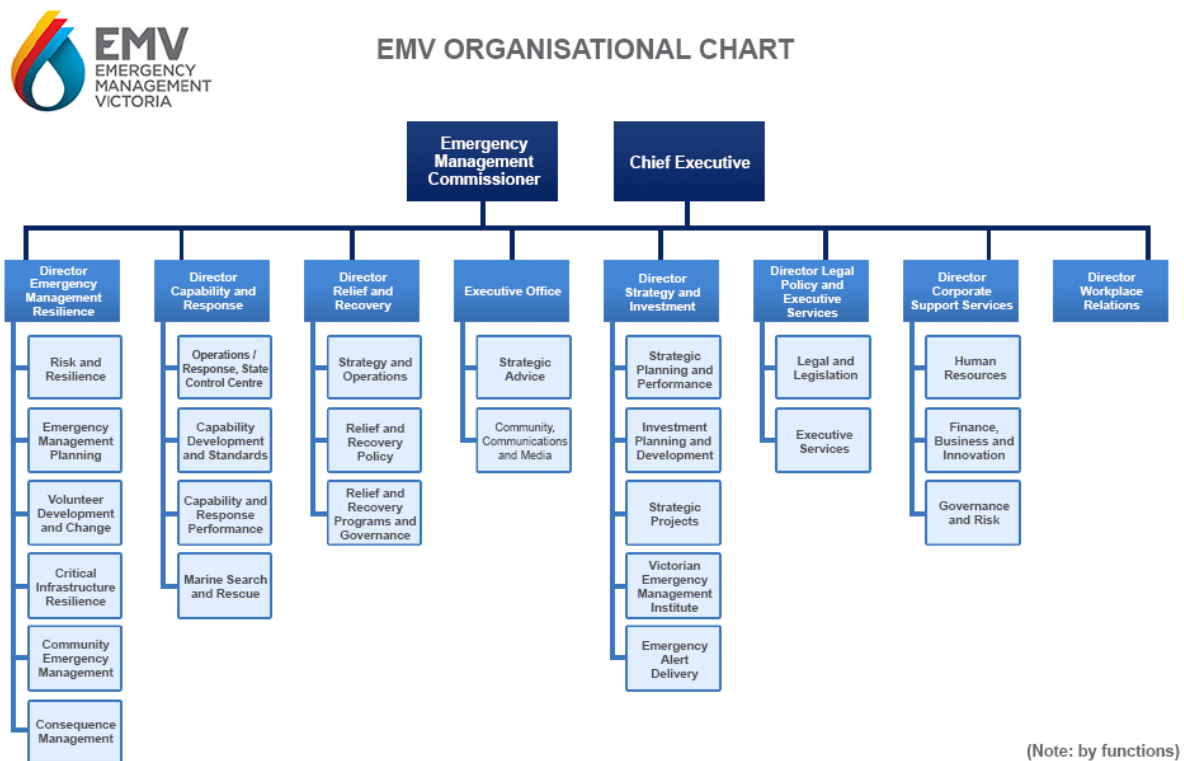 EMV
EMERGENCY
MANAGEMENT
VICTORIA
EMV ORGANISATIONAL CHART
Emergency
Management
Commissioner
Chief Executive
Director
Emergency
Management
Resilience
Risk and
Resilience
Emergency
Management
Planning
Volunteer
Development
and Change
Critical
Infrastructure
Resilience
Community
Emergency
Management
Consequence
Management
Director
Capability and
Response
Operations /
Response, State
Control Centre
Capability
Development
and Standards
Capability and
Response
Performance
Marine Search
and Rescue
Director
Relief and
Recovery
Strategy and
Operations
Relief and
Recovery
Policy
Relief and
Recovery
Programs and
Governance
Executive Office
Strategic
Advice
Community,
Communications
and Media
Director
Strategy and
Investment
Strategic
Planning and
Performance
Investment
Planning and
Development
Strategic
Projects
Victorian
Emergency
Management
Institute
Emergency
Alert
Delivery
Director Legal
Policy and
Executive
Services
Legal and
Legislation
Executive
Services
Director
Corporate
Support Services
Human
Resources
Finance,
Business and
Innovation
Governance
and Risk
Director
Workplace
Relations
(Note: by functions)